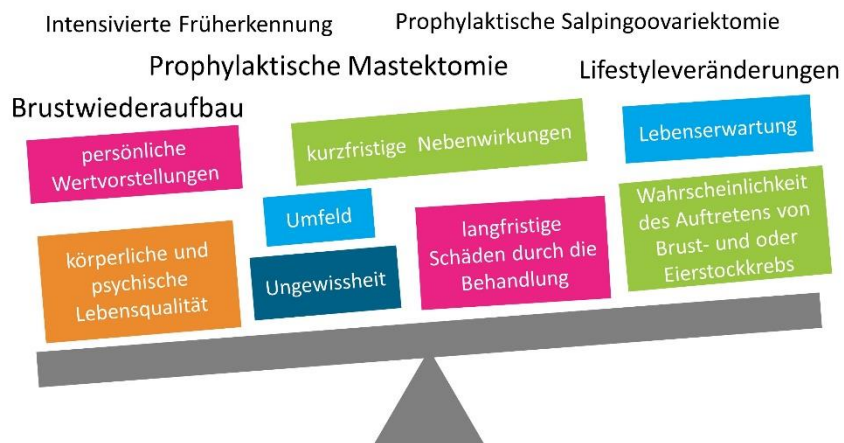 Intensivierte Früherkennung
Prophylaktische Salpingoovariektomie
Prophylaktische Mastektomie
Lifestyleveränderungen
Brustwiederaufbau
persönliche
Wertvorstellungen
kurzfristige Nebenwirkungen
Lebenserwartung
körperliche und
psychische
Lebensqualität
Umfeld
Ungewissheit
langfristige
Schäden durch die
Behandlung
Wahrscheinlichkeit
des Auftretens von
Brust- und oder
Eierstockkrebs